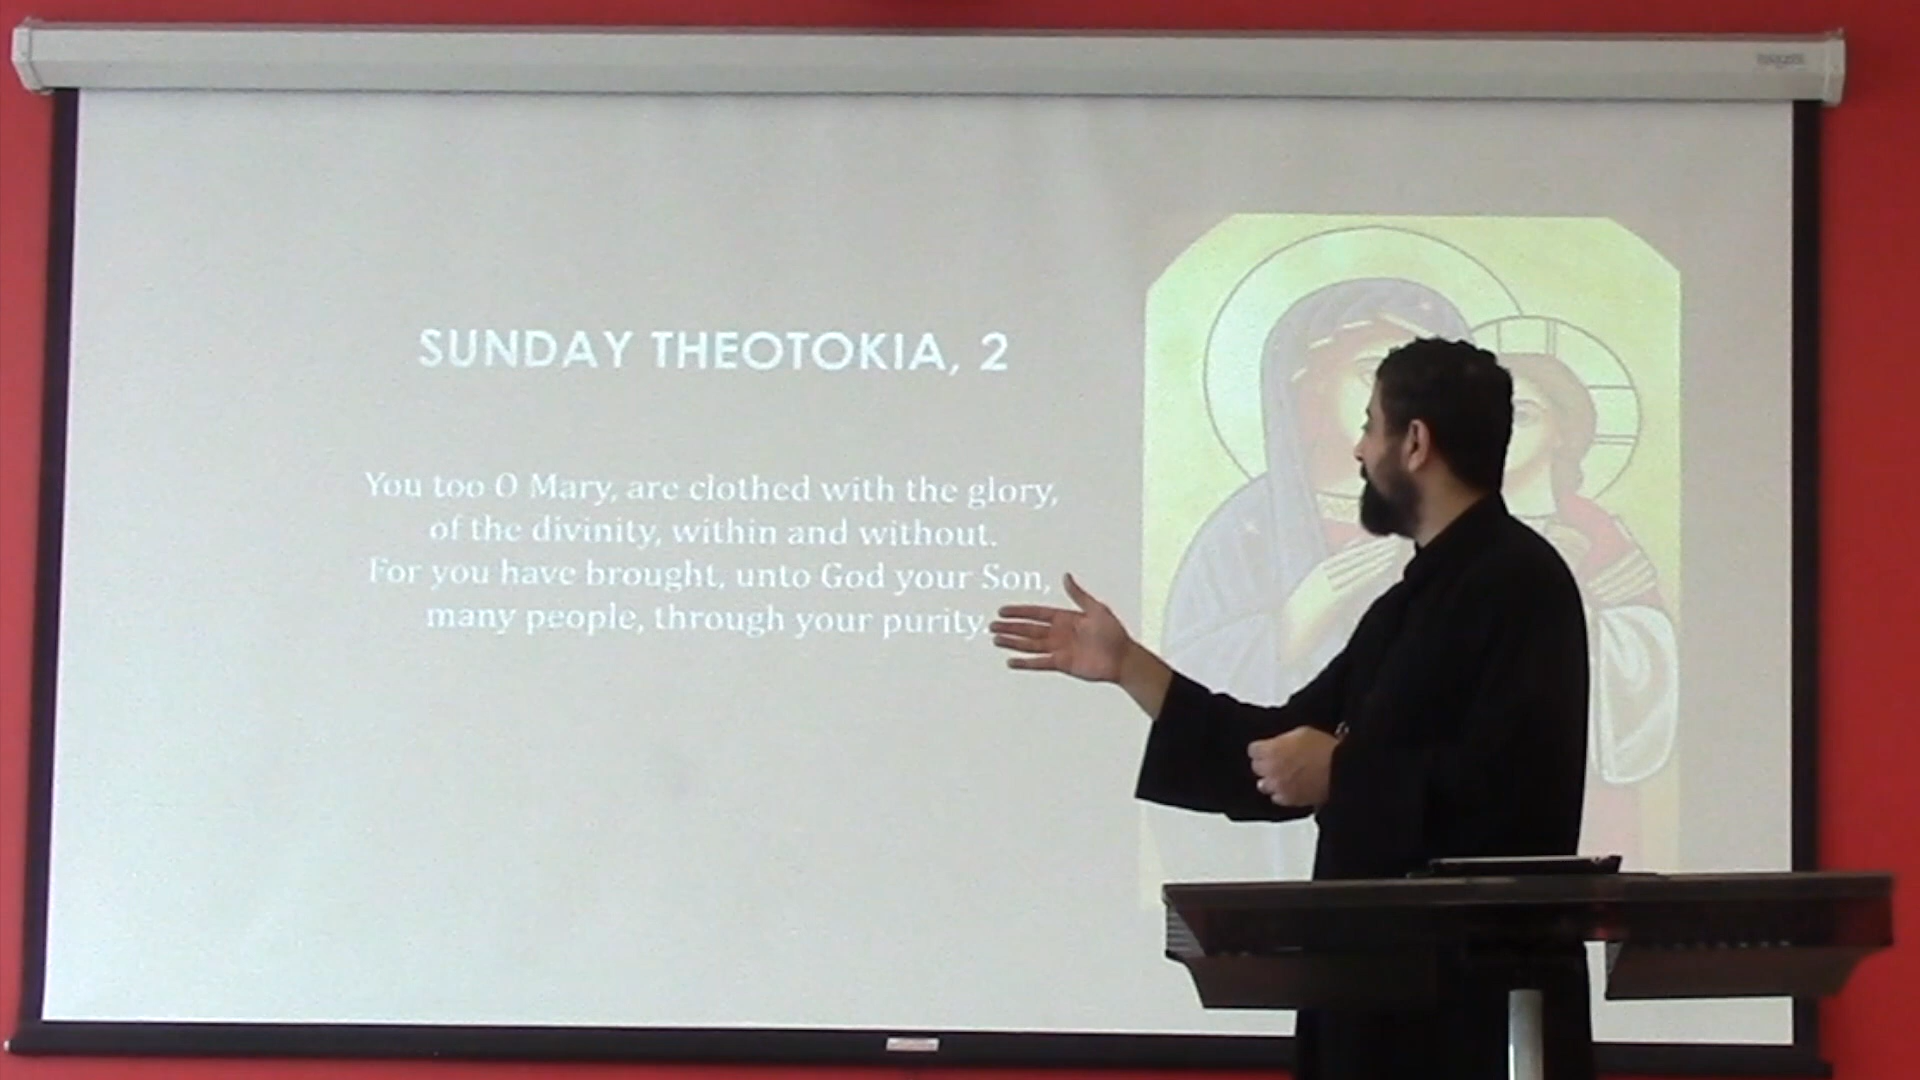 SUNDAY THEOTOKIA, 2
You too O Mary, are clothed with the glory,
of the divinity, within and without.
For you have brought, unto God your Son,
many people, through your purity.